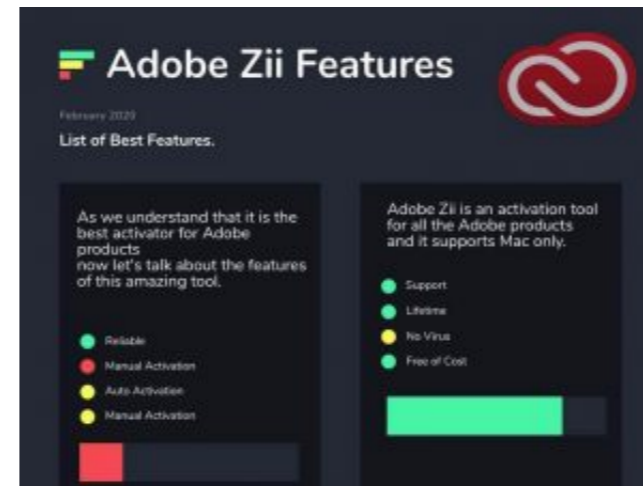 Adobe Zii Features
February 2020
List of Best Features.
As we understand that it is the
best activator for Adobe
products
now let's talk about the features
of this amazing tool.
Reliable
Manual Activation
Auto Activation
Manual Activation
Adobe Zii is an activation tool
for all the Adobe products
and it supports Mac only.
Support
Lifetime
No Virus
Free of Cost